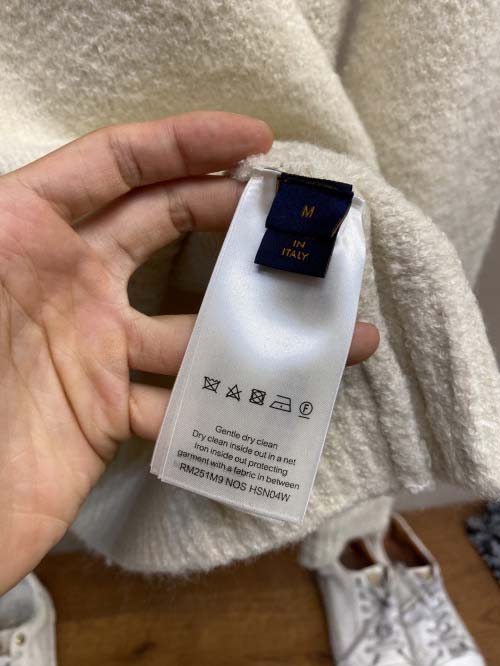 M
IN
ITALY
F
Gentle dry clean
Dry clean inside out in a net
Iron inside out protecting
garment with a fabric in between
RM251M9 NOS HSN04W